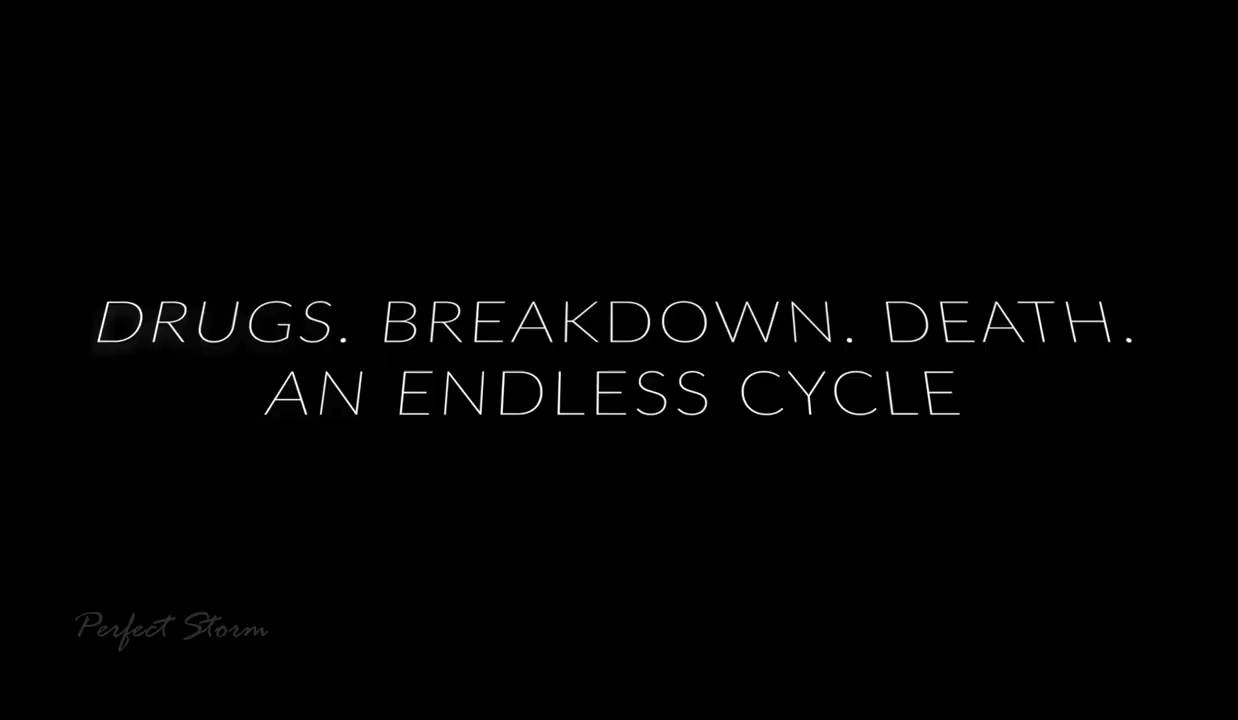 DRUGS. BREAKDOWN. DEATH.
AN ENDLESS CYCLE
Perfect Storm